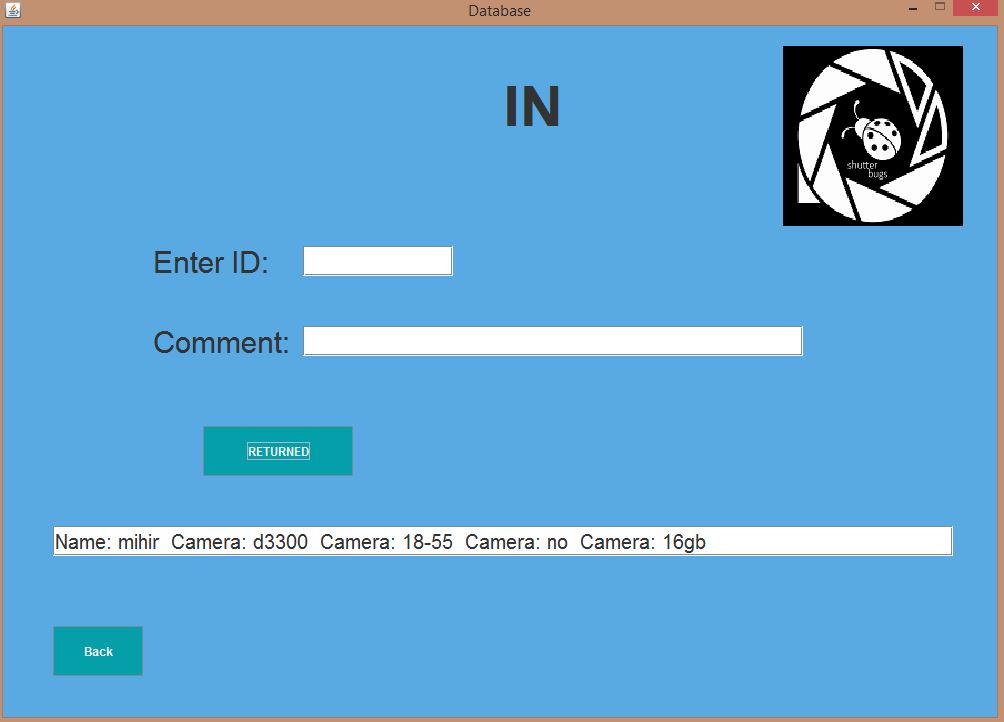 Database
IN
shutter
bugs
Enter ID:
Comment:
RETURNED
Name: mihir  Camera: d3300  Camera: 18-55  Camera: no  Camera: 16gb
Back